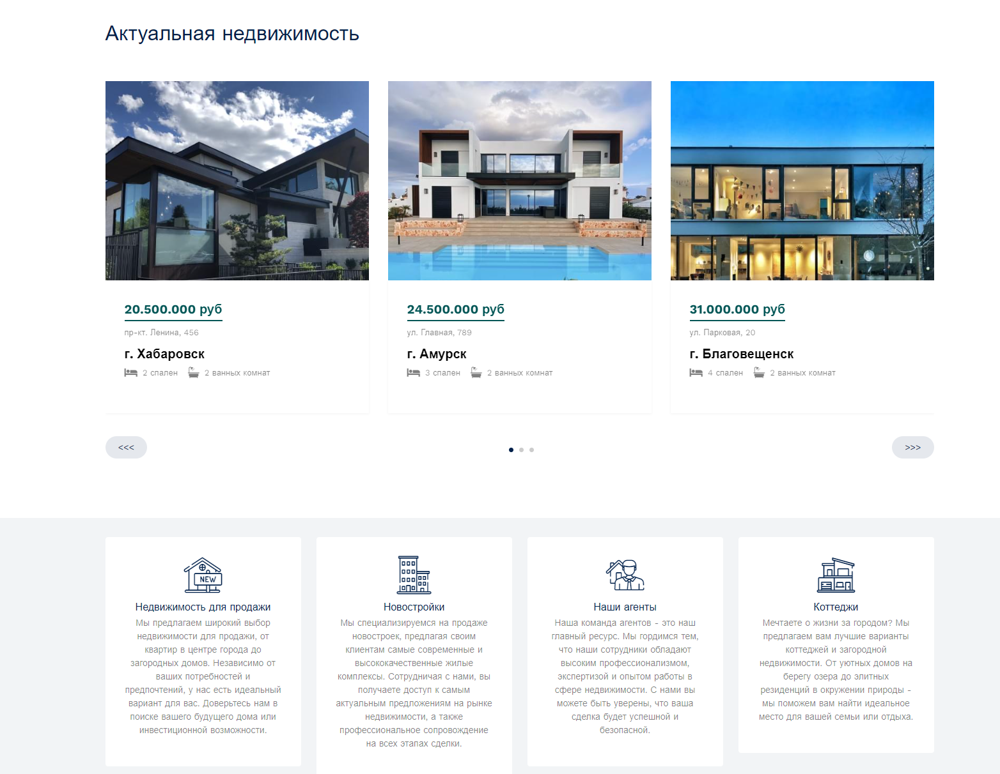 Актуальная недвижимость
20.500.000 руб
пр-кт. Ленина, 456
г. Хабаровск
2 спален 2 ванных комнат
24.500.000 руб
ул. Главная, 789
г. Амурск
3 спален 2 ванных комнат
31.000.000 руб
ул. Парковая, 20
г. Благовещенск
4 спален 2 ванных комнат
<<<
>>>
NEW
Недвижимость для продажи
Мы предлагаем широкий выбор
недвижимости для продажи, от
квартир в центре города до
загородных домов. Независимо от
ваших потребностей и
предпочтений, у нас есть идеальный
вариант для вас. Доверьтесь нам в
поиске вашего будущего дома или
инвестиционной возможности.
Новостройки
Мы специализируемся на продаже
новостроек, предлагая своим
клиентам самые современные и
высококачественные жилые
комплексы. Сотрудничая с нами, вы
получаете доступ к самым
актуальным предложениям на рынке
недвижимости, а также
профессиональное сопровождение
на всех этапах сделки.
Наши агенты
Наша команда агентов - это наш
главный ресурс. Мы гордимся тем,
что наши сотрудники обладают
высоким профессионализмом,
экспертизой и опытом работы в
сфере недвижимости. С нами вы
можете быть уверены, что ваша
сделка будет успешной и
безопасной.
Коттеджи
Мечтаете о жизни за городом? Мы
предлагаем вам лучшие варианты
коттеджей и загородной
недвижимости. От уютных домов на
берегу озера до элитных
резиденций в окружении природы -
мы поможем вам найти идеальное
место для вашей семьи или отдыха.